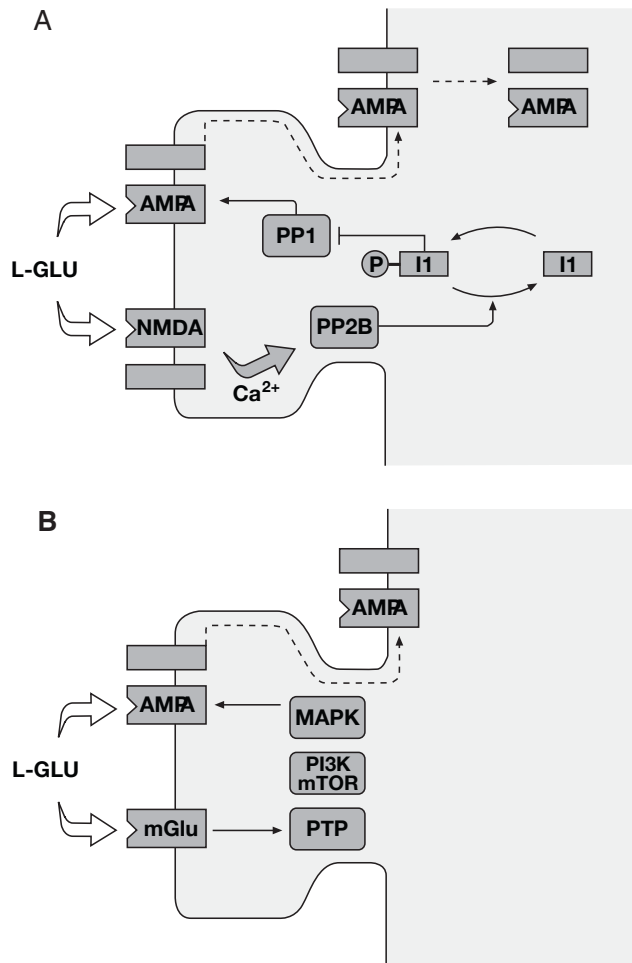 A
AMPA
AMPA
AMPA
PP1
L-GLU
P
I1
I1
NMDA
PP2B
Ca²⁺
B
AMPA
AMPA
MAPK
L-GLU
PI3K
mTOR
mGlu
PTP